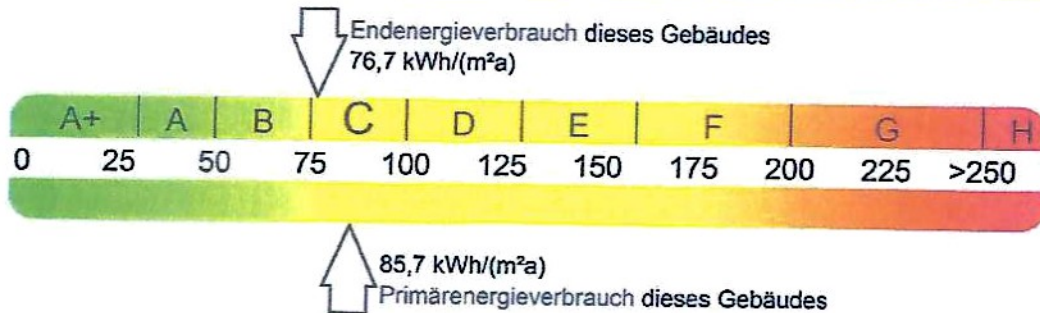 Endenergieverbrauch dieses Gebäudes
76,7 kWh/(m²a)
A+ A B C D E F G H
0 25 50 75 100 125 150 175 200 225 >250
85,7 kWh/(m²a)
Primärenergieverbrauch dieses Gebäudes